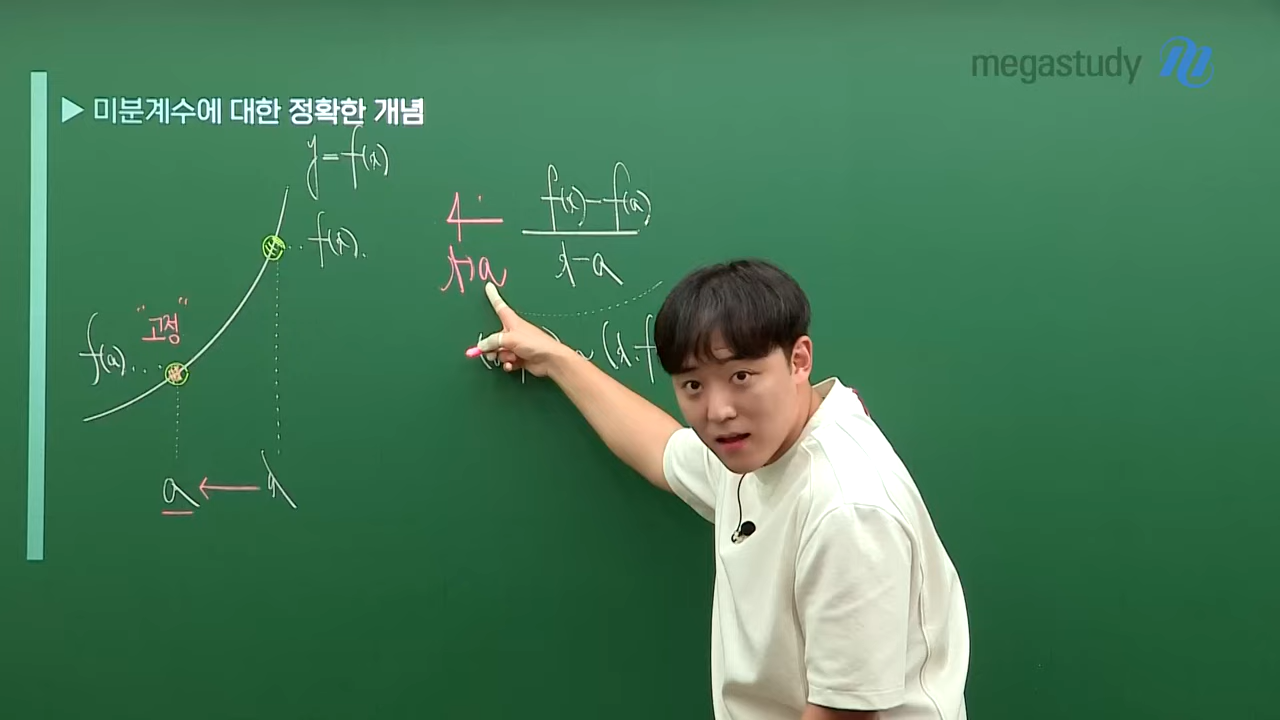 megastudy
▶ 미분계수에 대한 정확한 개념
y=f(x)
f(x)
"고정"
f(a)
a ← x
lim f(x)-f(a)
x→a x-a
(x, f